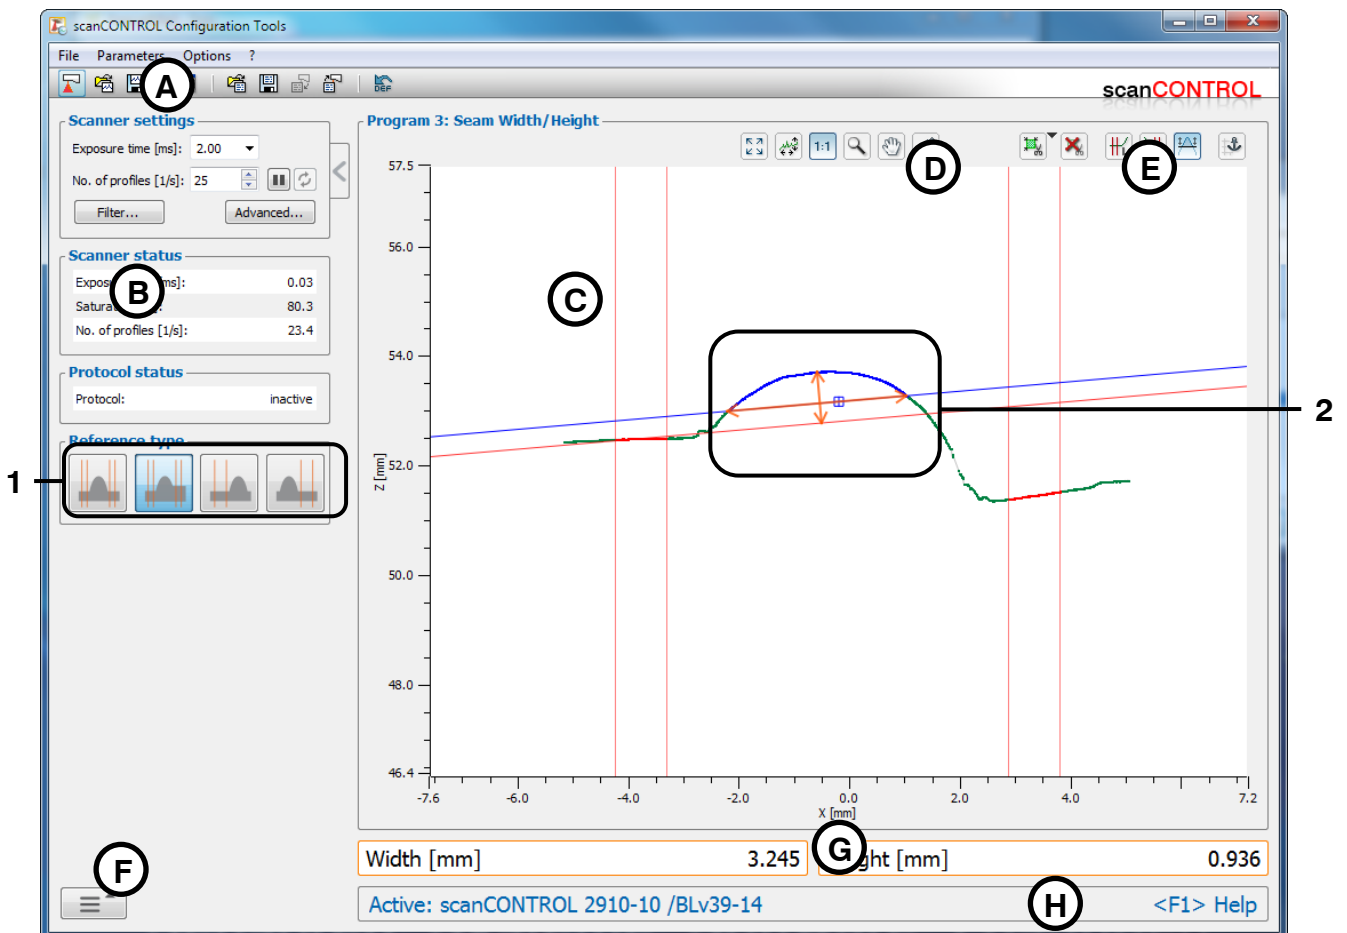 scanCONTROL Configuration Tools
File Parameters Options ?
A
DEF
scanCONTROL
Scanner settings
Exposure time [ms]: 2.00
No. of profiles [1/s]: 25
Filter... Advanced...
Scanner status
0.03
B
80.3
No. of profiles [1/s]: 23.4
Protocol status
Protocol: inactive
Reference type
1
F
Program 3: Seam Width/Height
1:1
D
E
C
2
57.5
56.0
54.0
52.0
50.0
48.0
46.4
Z [mm]
-7.6 -6.0 -4.0 -2.0 0.0 2.0 4.0 7.2
X [mm]
Width [mm] 3.245
G
[mm] 0.936
Active: scanCONTROL 2910-10 /BLv39-14
H
<F1> Help